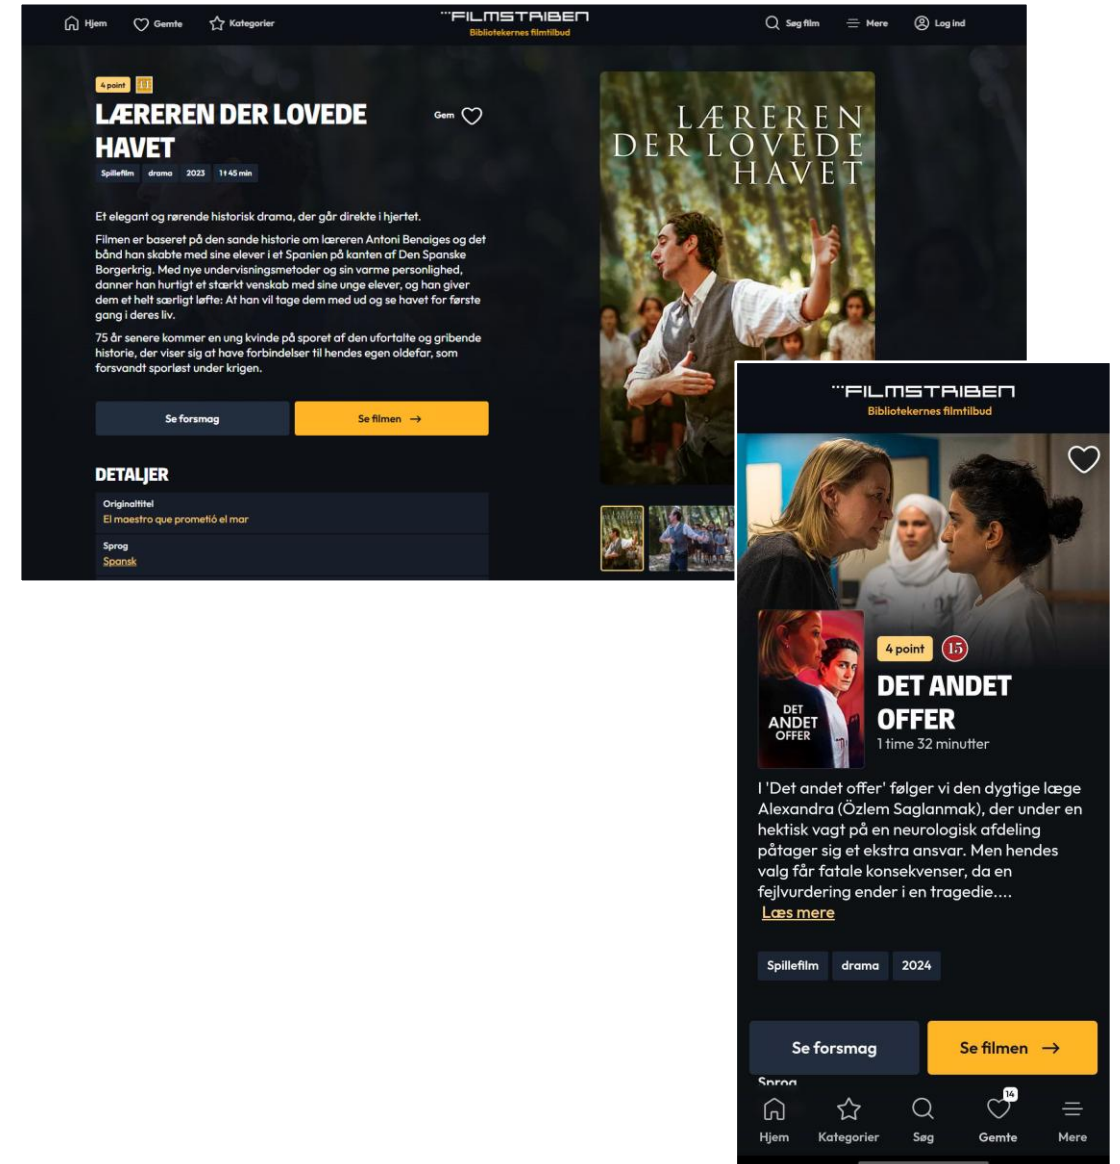 Hjem
Gemte
Kategorier
FILMSTRIBEN
Bibliotekernes filmtilbud
Søg film
Mere
Log ind
4 point
11
LÆREREN DER LOVEDE
HAVET
Gem
Spillefilm drama 2023 1t 45 min
Et elegant og rørende historisk drama, der går direkte i hjertet.
Filmen er baseret på den sande historie om læreren Antoni Benaiges og det
bånd han skabte med sine elever i et Spanien på kanten af Den Spanske
Borgerkrig. Med nye undervisningsmetoder og sin varme personlighed,
danner han hurtigt et stærkt venskab med sine unge elever, og han giver
dem et helt særligt løfte: At han vil tage dem med ud og se havet for første
gang i deres liv.
75 år senere kommer en ung kvinde på sporet af den ufortalte og gribende
historie, der viser sig at have forbindelser til hendes egen oldefar, som
forsvandt sporløst under krigen.
Se forsmag
Se filmen →
DETALJER
Originaltitel
El maestro que prometió el mar
Sprog
Spansk
LÆREREN
DER LOVEDE
HAVET
FILMSTRIBEN
Bibliotekernes filmtilbud
4 point
15
DET ANDET
OFFER
1 time 32 minutter
DET
ANDET
OFFER
I 'Det andet offer' følger vi den dygtige læge
Alexandra (Özlem Saglanmak), der under en
hektisk vagt på en neurologisk afdeling
påtager sig et ekstra ansvar. Men hendes
valg får fatale konsekvenser, da en
fejlvurdering ender i en tragedie....
Læs mere
Spillefilm drama 2024
Se forsmag
Se filmen →
Sprog
14
Hjem
Kategorier
Søg
Gemte
Mere